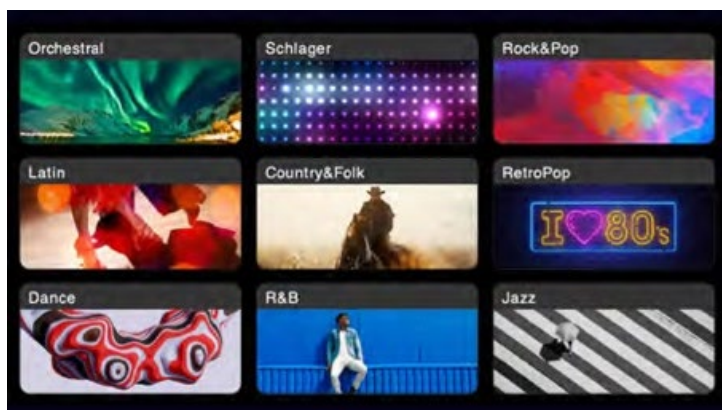 Orchestral
Schlager
Rock&Pop
Latin
Country&Folk
RetroPop
I 80's
Dance
R&B
Jazz